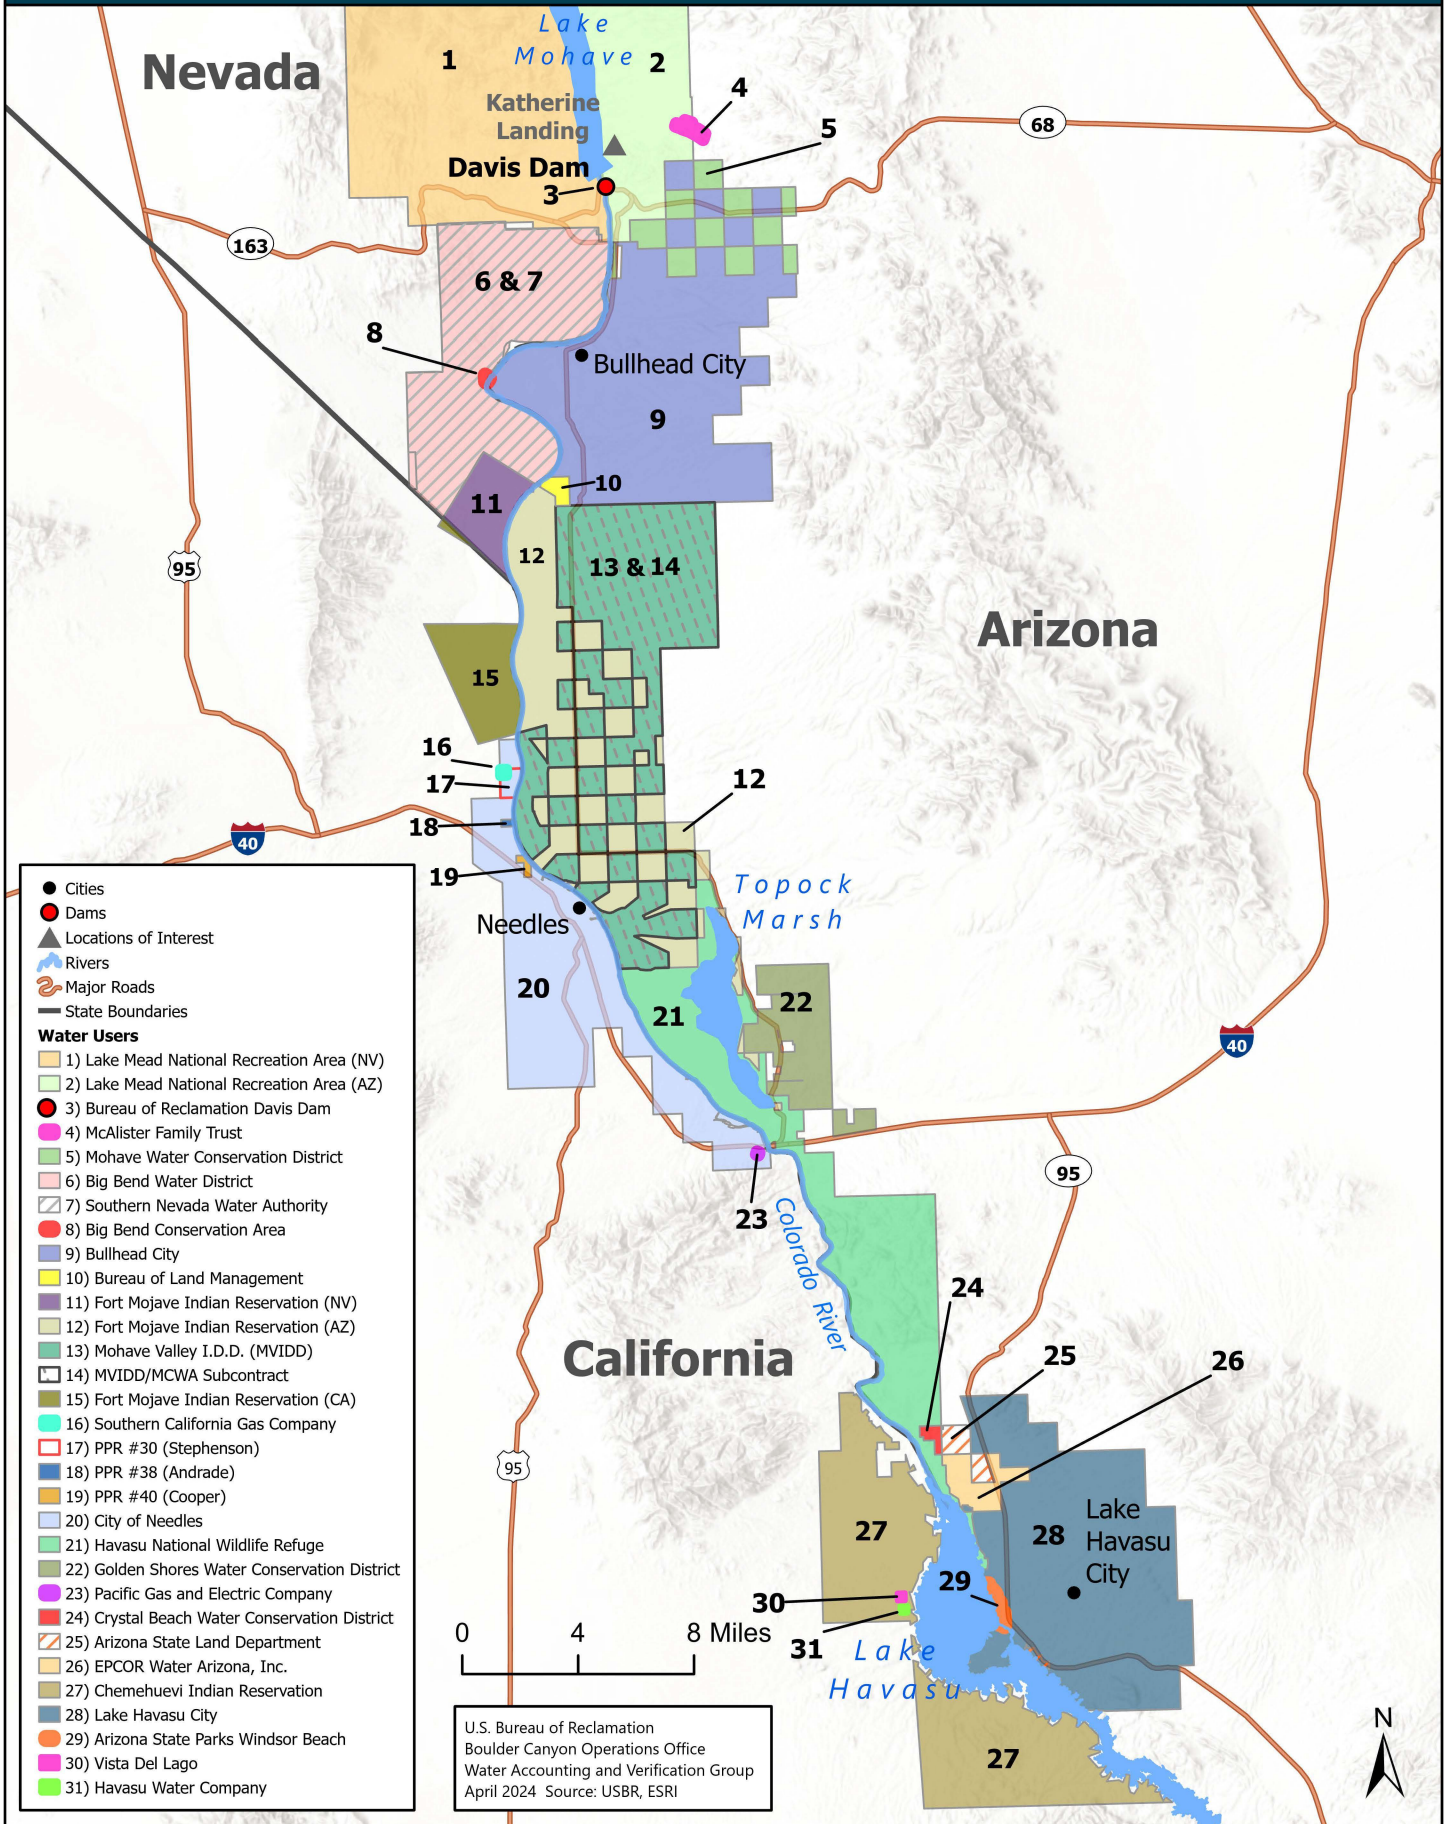 Lake
Mohave
Nevada
1
2
4
Katherine
Landing
5
68
Davis Dam
3
163
6 & 7
8
Bullhead City
9
10
11
12
13 & 14
95
Arizona
15
16
17
12
18
40
19
Topock
Marsh
Needles
20
21
22
40
23
95
Colorado River
24
California
25
26
95
27
28
Lake
Havasu
City
29
30
31
Lake
Havasu
27
Cities
Dams
Locations of Interest
Rivers
Major Roads
State Boundaries
Water Users
1) Lake Mead National Recreation Area (NV)
2) Lake Mead National Recreation Area (AZ)
3) Bureau of Reclamation Davis Dam
4) McAlister Family Trust
5) Mohave Water Conservation District
6) Big Bend Water District
7) Southern Nevada Water Authority
8) Big Bend Conservation Area
9) Bullhead City
10) Bureau of Land Management
11) Fort Mojave Indian Reservation (NV)
12) Fort Mojave Indian Reservation (AZ)
13) Mohave Valley I.D.D. (MVIDD)
14) MVIDD/MCWA Subcontract
15) Fort Mojave Indian Reservation (CA)
16) Southern California Gas Company
17) PPR #30 (Stephenson)
18) PPR #38 (Andrade)
19) PPR #40 (Cooper)
20) City of Needles
21) Havasu National Wildlife Refuge
22) Golden Shores Water Conservation District
23) Pacific Gas and Electric Company
24) Crystal Beach Water Conservation District
25) Arizona State Land Department
26) EPCOR Water Arizona, Inc.
27) Chemehuevi Indian Reservation
28) Lake Havasu City
29) Arizona State Parks Windsor Beach
30) Vista Del Lago
31) Havasu Water Company
0 4 8 Miles
U.S. Bureau of Reclamation
Boulder Canyon Operations Office
Water Accounting and Verification Group
April 2024 Source: USBR, ESRI
N